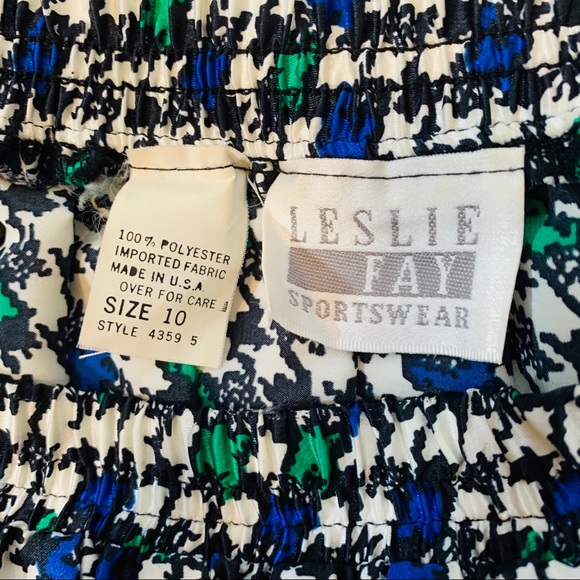 100% POLYESTER
IMPORTED FABRIC
MADE IN U.S.A.
OVER FOR CARE
SIZE 10
STYLE 4359 5
LESLIE
FAY
SPORTSWEAR